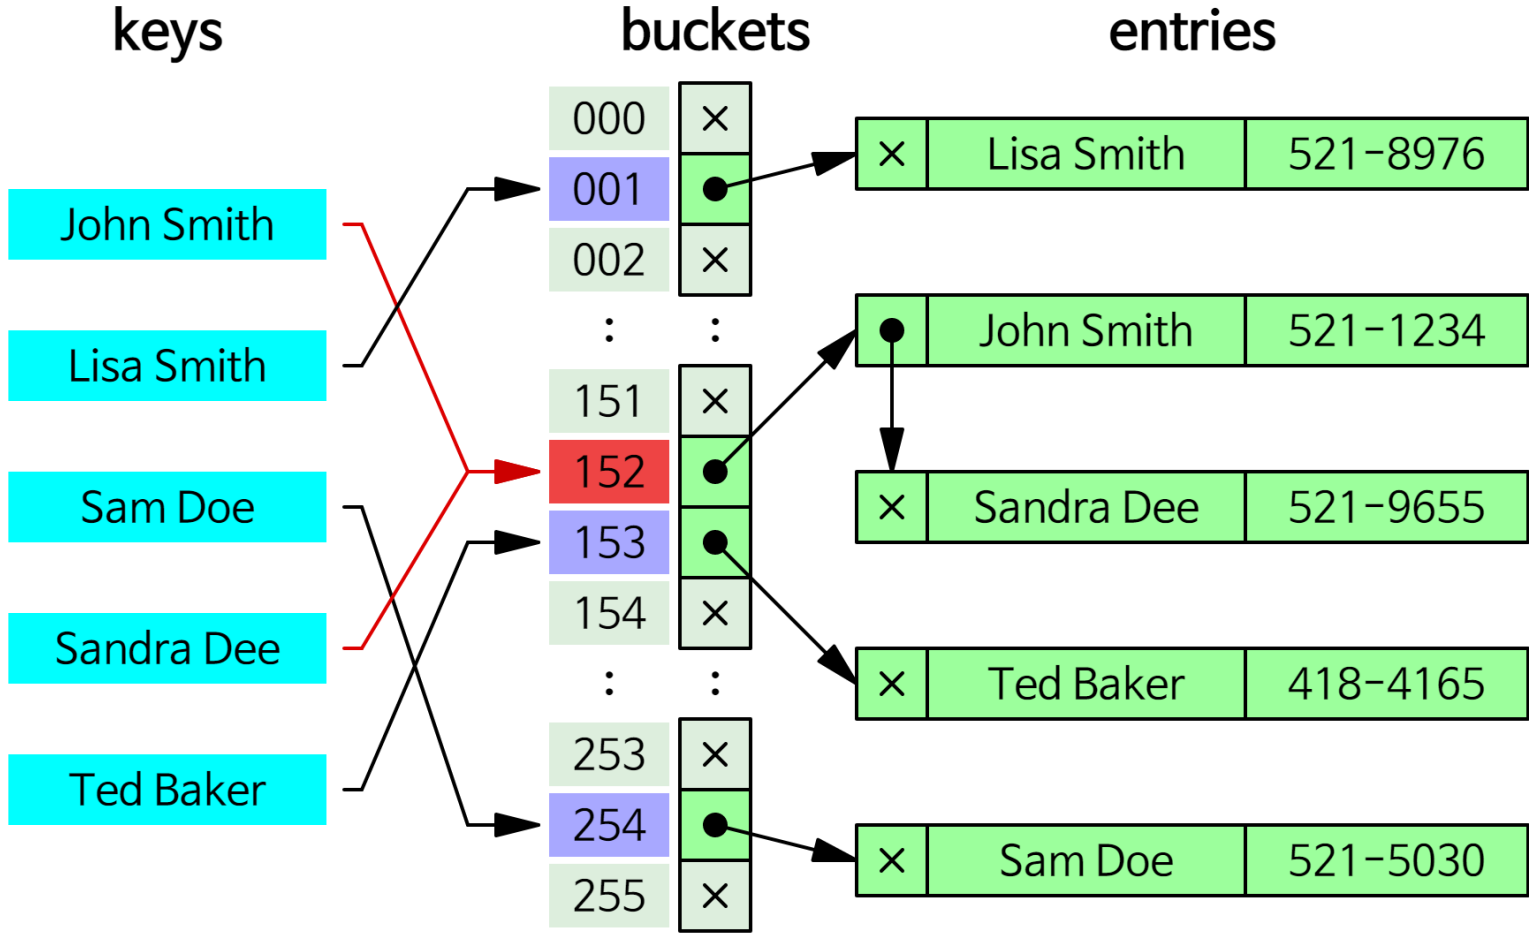 keys
buckets
entries
John Smith
Lisa Smith
Sam Doe
Sandra Dee
Ted Baker
000 ×
001
002 ×
: :
151 ×
152
153
154 ×
: :
253 ×
254
255 ×
× Lisa Smith 521-8976
John Smith 521-1234
× Sandra Dee 521-9655
× Ted Baker 418-4165
× Sam Doe 521-5030